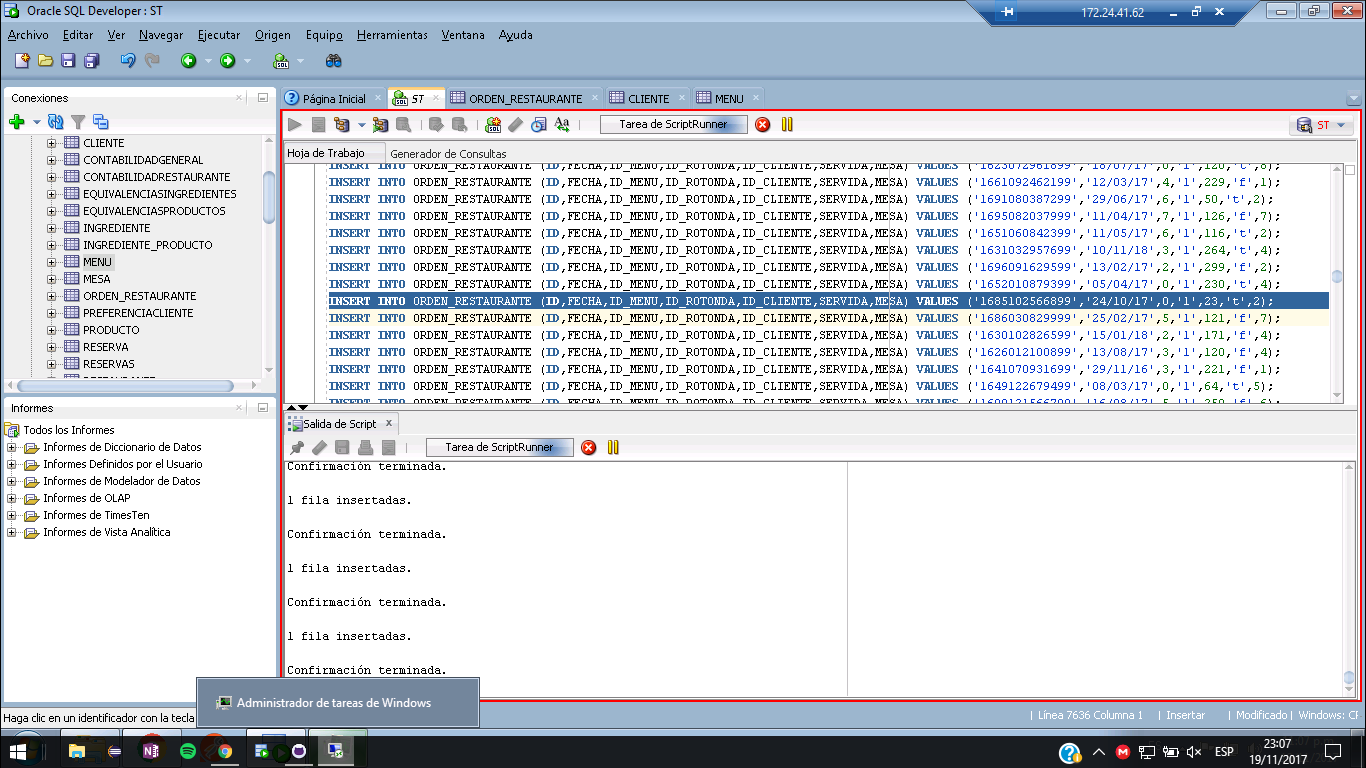 Oracle SQL Developer : ST
172.24.41.62
Archivo Editar Ver Navegar Ejecutar Origen Equipo Herramientas Ventana Ayuda
Conexiones
CLIENTE
CONTABILIDADGENERAL
CONTABILIDADRESTAURANTE
EQUIVALENCIASINGREDIENTES
EQUIVALENCIASPRODUCTOS
INGREDIENTE
INGREDIENTE_PRODUCTO
MENU
MESA
ORDEN_RESTAURANTE
PREFERENCIACLIENTE
PRODUCTO
RESERVA
RESERVAS
Informes
Todos los Informes
Informes de Diccionario de Datos
Informes Definidos por el Usuario
Informes de Modelador de Datos
Informes de OLAP
Informes de TimesTen
Informes de Vista Analítica
Página Inicial ST ORDEN_RESTAURANTE CLIENTE MENU
Tarea de ScriptRunner
ST
Hoja de Trabajo Generador de Consultas
INSERT INTO ORDEN_RESTAURANTE (ID,FECHA,ID_MENU,ID_ROTONDA,ID_CLIENTE,SERVIDA,MESA) VALUES ('1623072961899','18/07/17',0,'1',120,'t',8);
INSERT INTO ORDEN_RESTAURANTE (ID,FECHA,ID_MENU,ID_ROTONDA,ID_CLIENTE,SERVIDA,MESA) VALUES ('1661092462199','12/03/17',4,'1',229,'f',1);
INSERT INTO ORDEN_RESTAURANTE (ID,FECHA,ID_MENU,ID_ROTONDA,ID_CLIENTE,SERVIDA,MESA) VALUES ('1691080387299','29/06/17',6,'1',50,'t',2);
INSERT INTO ORDEN_RESTAURANTE (ID,FECHA,ID_MENU,ID_ROTONDA,ID_CLIENTE,SERVIDA,MESA) VALUES ('1695082037999','11/04/17',7,'1',126,'f',7);
INSERT INTO ORDEN_RESTAURANTE (ID,FECHA,ID_MENU,ID_ROTONDA,ID_CLIENTE,SERVIDA,MESA) VALUES ('1651060842399','11/05/17',6,'1',116,'t',2);
INSERT INTO ORDEN_RESTAURANTE (ID,FECHA,ID_MENU,ID_ROTONDA,ID_CLIENTE,SERVIDA,MESA) VALUES ('1631032957699','10/11/18',3,'1',264,'t',4);
INSERT INTO ORDEN_RESTAURANTE (ID,FECHA,ID_MENU,ID_ROTONDA,ID_CLIENTE,SERVIDA,MESA) VALUES ('1696091629599','13/02/17',2,'1',299,'f',2);
INSERT INTO ORDEN_RESTAURANTE (ID,FECHA,ID_MENU,ID_ROTONDA,ID_CLIENTE,SERVIDA,MESA) VALUES ('1652010879399','05/04/17',0,'1',230,'t',4);
INSERT INTO ORDEN_RESTAURANTE (ID,FECHA,ID_MENU,ID_ROTONDA,ID_CLIENTE,SERVIDA,MESA) VALUES ('1685102566899','24/10/17',0,'1',23,'t',2);
INSERT INTO ORDEN_RESTAURANTE (ID,FECHA,ID_MENU,ID_ROTONDA,ID_CLIENTE,SERVIDA,MESA) VALUES ('1686030829999','25/02/17',5,'1',121,'f',7);
INSERT INTO ORDEN_RESTAURANTE (ID,FECHA,ID_MENU,ID_ROTONDA,ID_CLIENTE,SERVIDA,MESA) VALUES ('1630102826599','15/01/18',2,'1',171,'f',4);
INSERT INTO ORDEN_RESTAURANTE (ID,FECHA,ID_MENU,ID_ROTONDA,ID_CLIENTE,SERVIDA,MESA) VALUES ('1626012100899','13/08/17',3,'1',120,'f',4);
INSERT INTO ORDEN_RESTAURANTE (ID,FECHA,ID_MENU,ID_ROTONDA,ID_CLIENTE,SERVIDA,MESA) VALUES ('1641070931699','29/11/16',3,'1',221,'f',1);
INSERT INTO ORDEN_RESTAURANTE (ID,FECHA,ID_MENU,ID_ROTONDA,ID_CLIENTE,SERVIDA,MESA) VALUES ('1649122679499','08/03/17',0,'1',64,'t',5);
INSERT INTO ORDEN_RESTAURANTE (ID,FECHA,ID_MENU,ID_ROTONDA,ID_CLIENTE,SERVIDA,MESA) VALUES
Salida de Script
Tarea de ScriptRunner
Confirmación terminada.
1 fila insertadas.
Confirmación terminada.
1 fila insertadas.
Confirmación terminada.
1 fila insertadas.
Confirmación terminada.
Administrador de tareas de Windows
Haga clic en un identificador con la tecla
Línea 7636 Columna 1 Insertar Modificado Windows: CR
ESP
23:07
19/11/2017